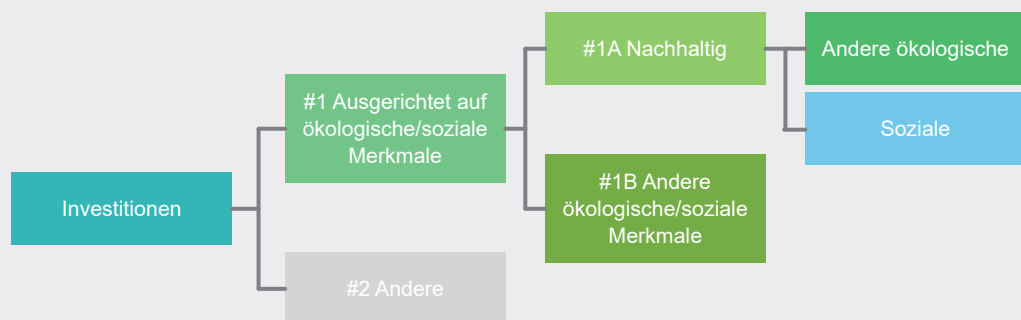 Investitionen
#1 Ausgerichtet auf
ökologische/soziale
Merkmale
#2 Andere
#1A Nachhaltig
#1B Andere
ökologische/soziale
Merkmale
Andere ökologische
Soziale